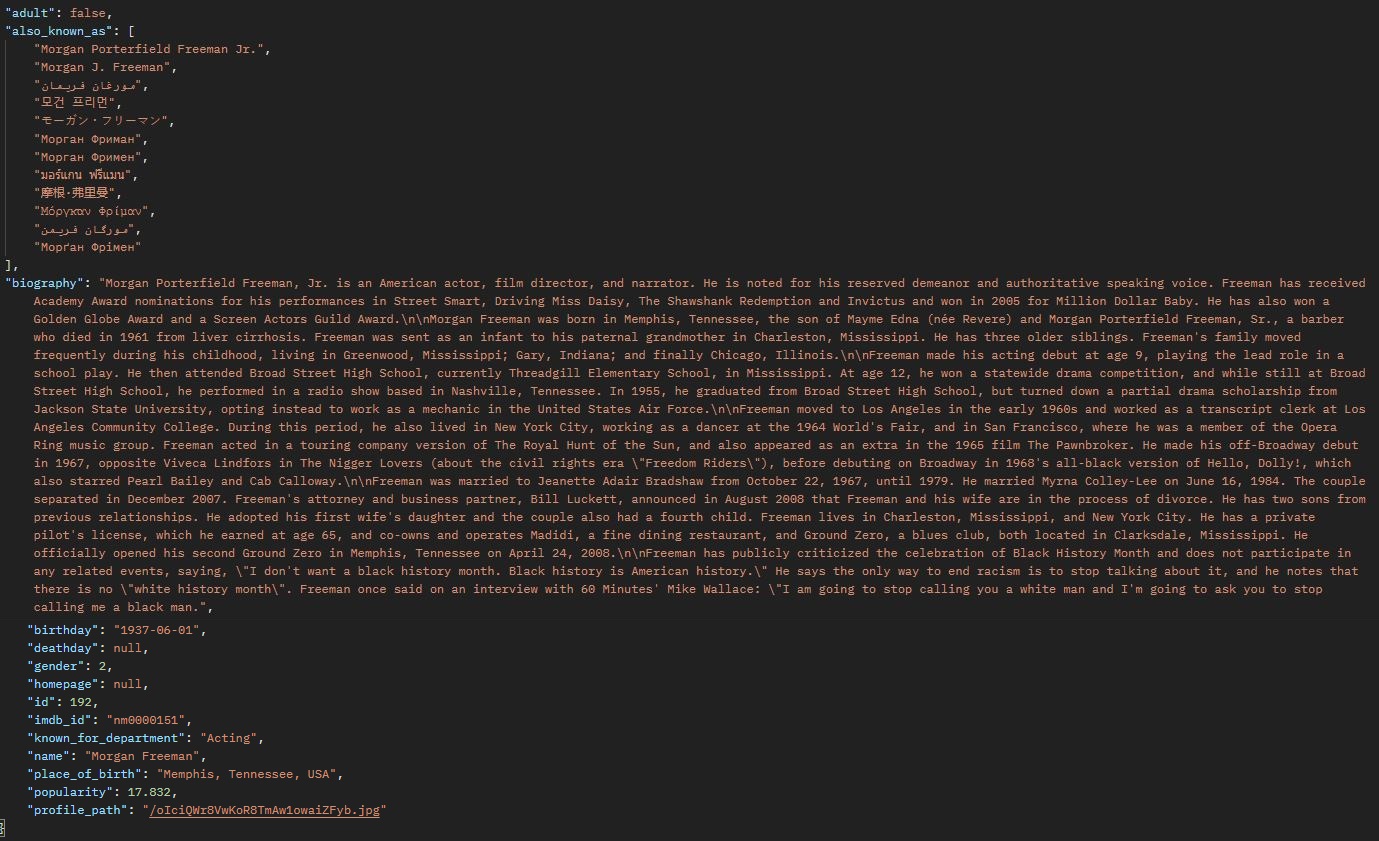 "adult": false,
"also_known_as": [
"Morgan Porterfield Freeman Jr.",
"Morgan J. Freeman",
"مورغان فريمان",
"모건 프리먼",
"モーガン・フリーマン",
"Морган Фриман",
"Морган Фримен",
"มอร์แกน ฟรีแมน",
"摩根·弗里曼",
"Μόργκαν Φρίμαν",
"مورگان فریمن",
"Морґан Фрімен"
],
"biography": "Morgan Porterfield Freeman, Jr. is an American actor, film director, and narrator. He is noted for his reserved demeanor and authoritative speaking voice. Freeman has received
Academy Award nominations for his performances in Street Smart, Driving Miss Daisy, The Shawshank Redemption and Invictus and won in 2005 for Million Dollar Baby. He has also won a
Golden Globe Award and a Screen Actors Guild Award.\n\nMorgan Freeman was born in Memphis, Tennessee, the son of Mayme Edna (née Revere) and Morgan Porterfield Freeman, Sr., a barber
who died in 1961 from liver cirrhosis. Freeman was sent as an infant to his paternal grandmother in Charleston, Mississippi. He has three older siblings. Freeman's family moved
frequently during his childhood, living in Greenwood, Mississippi; Gary, Indiana; and finally Chicago, Illinois.\n\nFreeman made his acting debut at age 9, playing the lead role in a
school play. He then attended Broad Street High School, currently Threadgill Elementary School, in Mississippi. At age 12, he won a statewide drama competition, and while still at Broad
Street High School, he performed in a radio show based in Nashville, Tennessee. In 1955, he graduated from Broad Street High School, but turned down a partial drama scholarship from
Jackson State University, opting instead to work as a mechanic in the United States Air Force.\n\nFreeman moved to Los Angeles in the early 1960s and worked as a transcript clerk at Los
Angeles Community College. During this period, he also lived in New York City, working as a dancer at the 1964 World's Fair, and in San Francisco, where he was a member of the Opera
Ring music group. Freeman acted in a touring company version of The Royal Hunt of the Sun, and also appeared as an extra in the 1965 film The Pawnbroker. He made his off-Broadway debut
in 1967, opposite Viveca Lindfors in The Nigger Lovers (about the civil rights era \"Freedom Riders\"), before debuting on Broadway in 1968's all-black version of Hello, Dolly!, which
also starred Pearl Bailey and Cab Calloway.\n\nFreeman was married to Jeanette Adair Bradshaw from October 22, 1967, until 1979. He married Myrna Colley-Lee on June 16, 1984. The couple
separated in December 2007. Freeman's attorney and business partner, Bill Luckett, announced in August 2008 that Freeman and his wife are in the process of divorce. He has two sons from
previous relationships. He adopted his first wife's daughter and the couple also had a fourth child. Freeman lives in Charleston, Mississippi, and New York City. He has a private
pilot's license, which he earned at age 65, and co-owns and operates Madidi, a fine dining restaurant, and Ground Zero, a blues club, both located in Clarksdale, Mississippi. He
officially opened his second Ground Zero in Memphis, Tennessee on April 24, 2008.\n\nFreeman has publicly criticized the celebration of Black History Month and does not participate in
any related events, saying, \"I don't want a black history month. Black history is American history.\" He says the only way to end racism is to stop talking about it, and he notes that
there is no \"white history month\". Freeman once said on an interview with 60 Minutes' Mike Wallace: \"I am going to stop calling you a white man and I'm going to ask you to stop
calling me a black man.",
"birthday": "1937-06-01",
"deathday": null,
"gender": 2,
"homepage": null,
"id": 192,
"imdb_id": "nm0000151",
"known_for_department": "Acting",
"name": "Morgan Freeman",
"place_of_birth": "Memphis, Tennessee, USA",
"popularity": 17.832,
"profile_path": "/oIciQWr8VwKoR8TmAw1owaiZFyb.jpg"
}